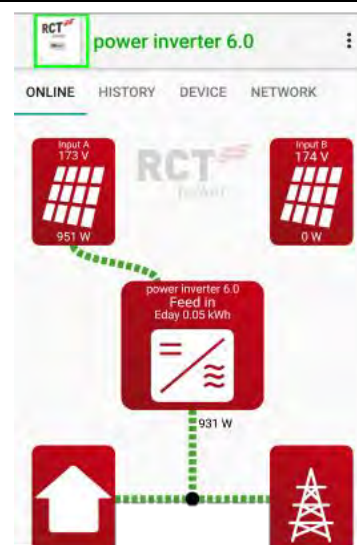 RCT
power inverter 6.0
ONLINE HISTORY DEVICE NETWORK
Input A
173 V
951 W
RCT
power
Input B
174 V
0 W
power inverter 6.0
Feed in
Eday 0.05 kWh
931 W